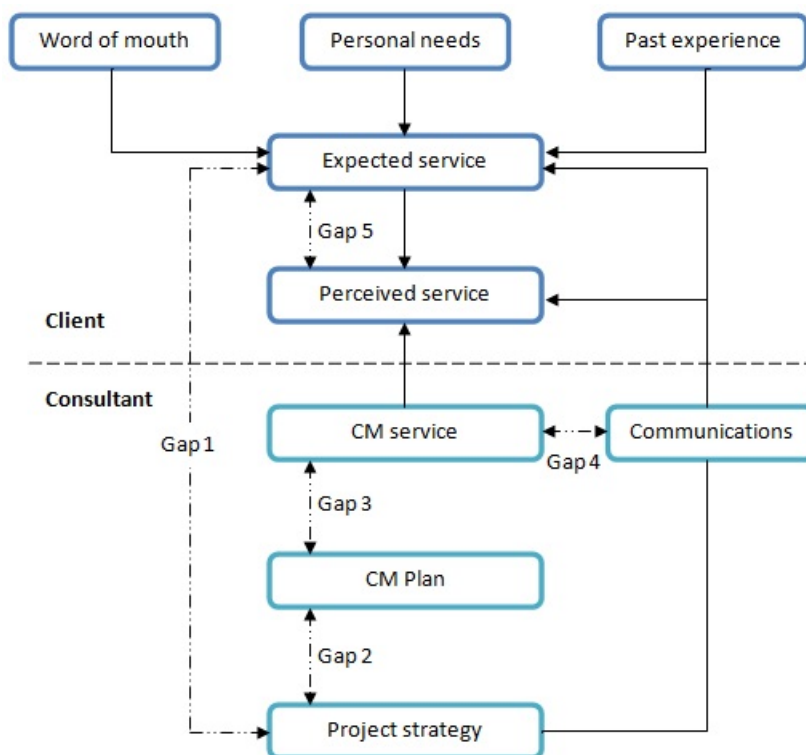 Word of mouth
Personal needs
Past experience
Expected service
Gap 5
Perceived service
Client
Consultant
CM service
Communications
Gap 1
Gap 4
Gap 3
CM Plan
Gap 2
Project strategy